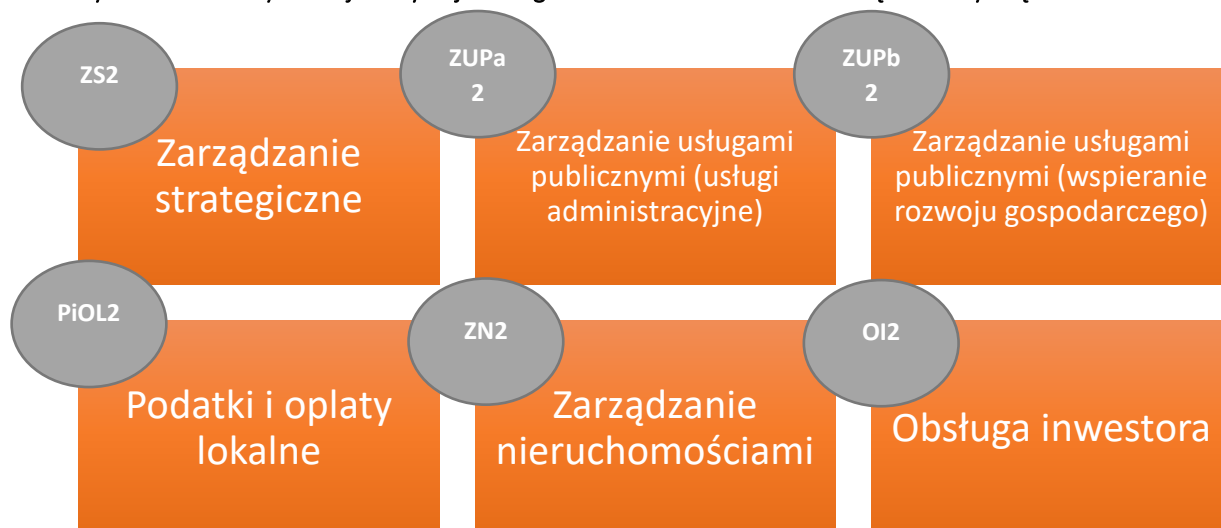 ZS2
Zarządzanie
strategiczne
ZUPa
2
Zarządzanie usługami
publicznymi (usługi
administracyjne)
ZUPb
2
Zarządzanie usługami
publicznymi (wspieranie
rozwoju gospodarczego)
PiOL2
Podatki i oplaty
lokalne
ZN2
Zarządzanie
nieruchomościami
OI2
Obsługa inwestora